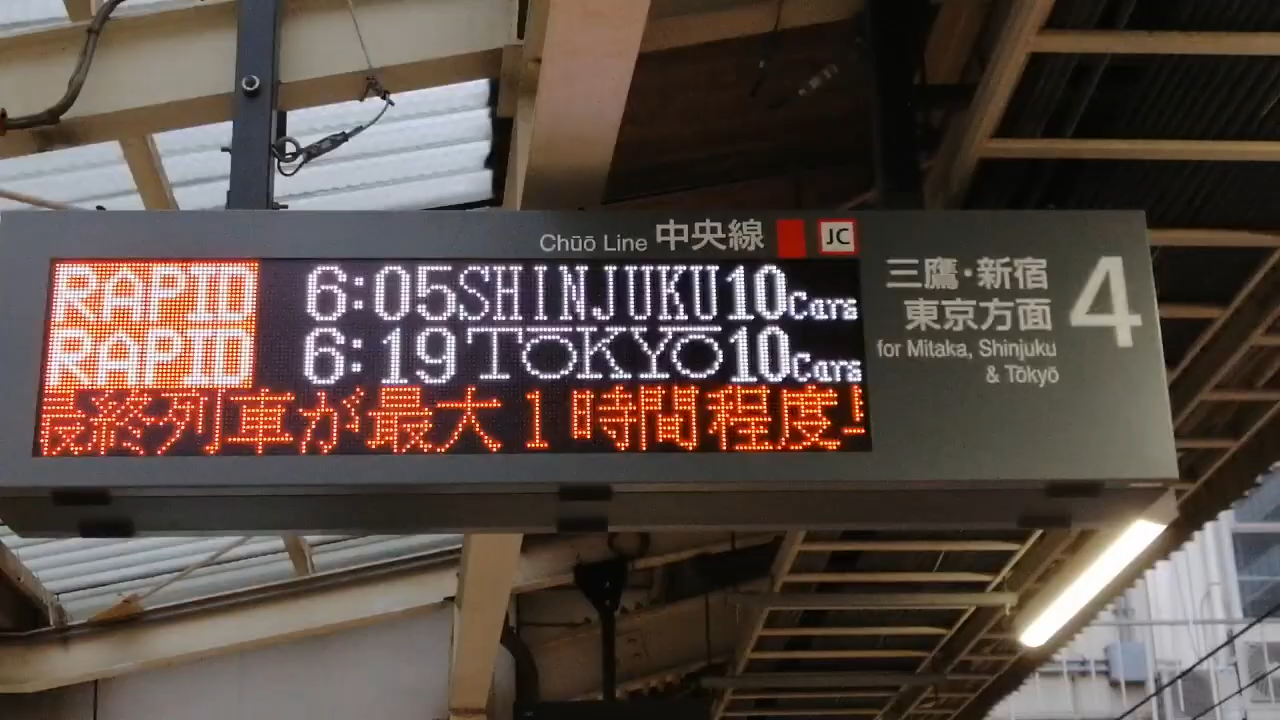 Chūō Line 中央線 JC
RAPID 6:05 SHINJUKU 10 Cars
RAPID 6:19 TŌKYŌ 10 Cars
最終列車が最大1時間程度
三鷹・新宿
東京方面
4
for Mitaka, Shinjuku
& Tōkyō